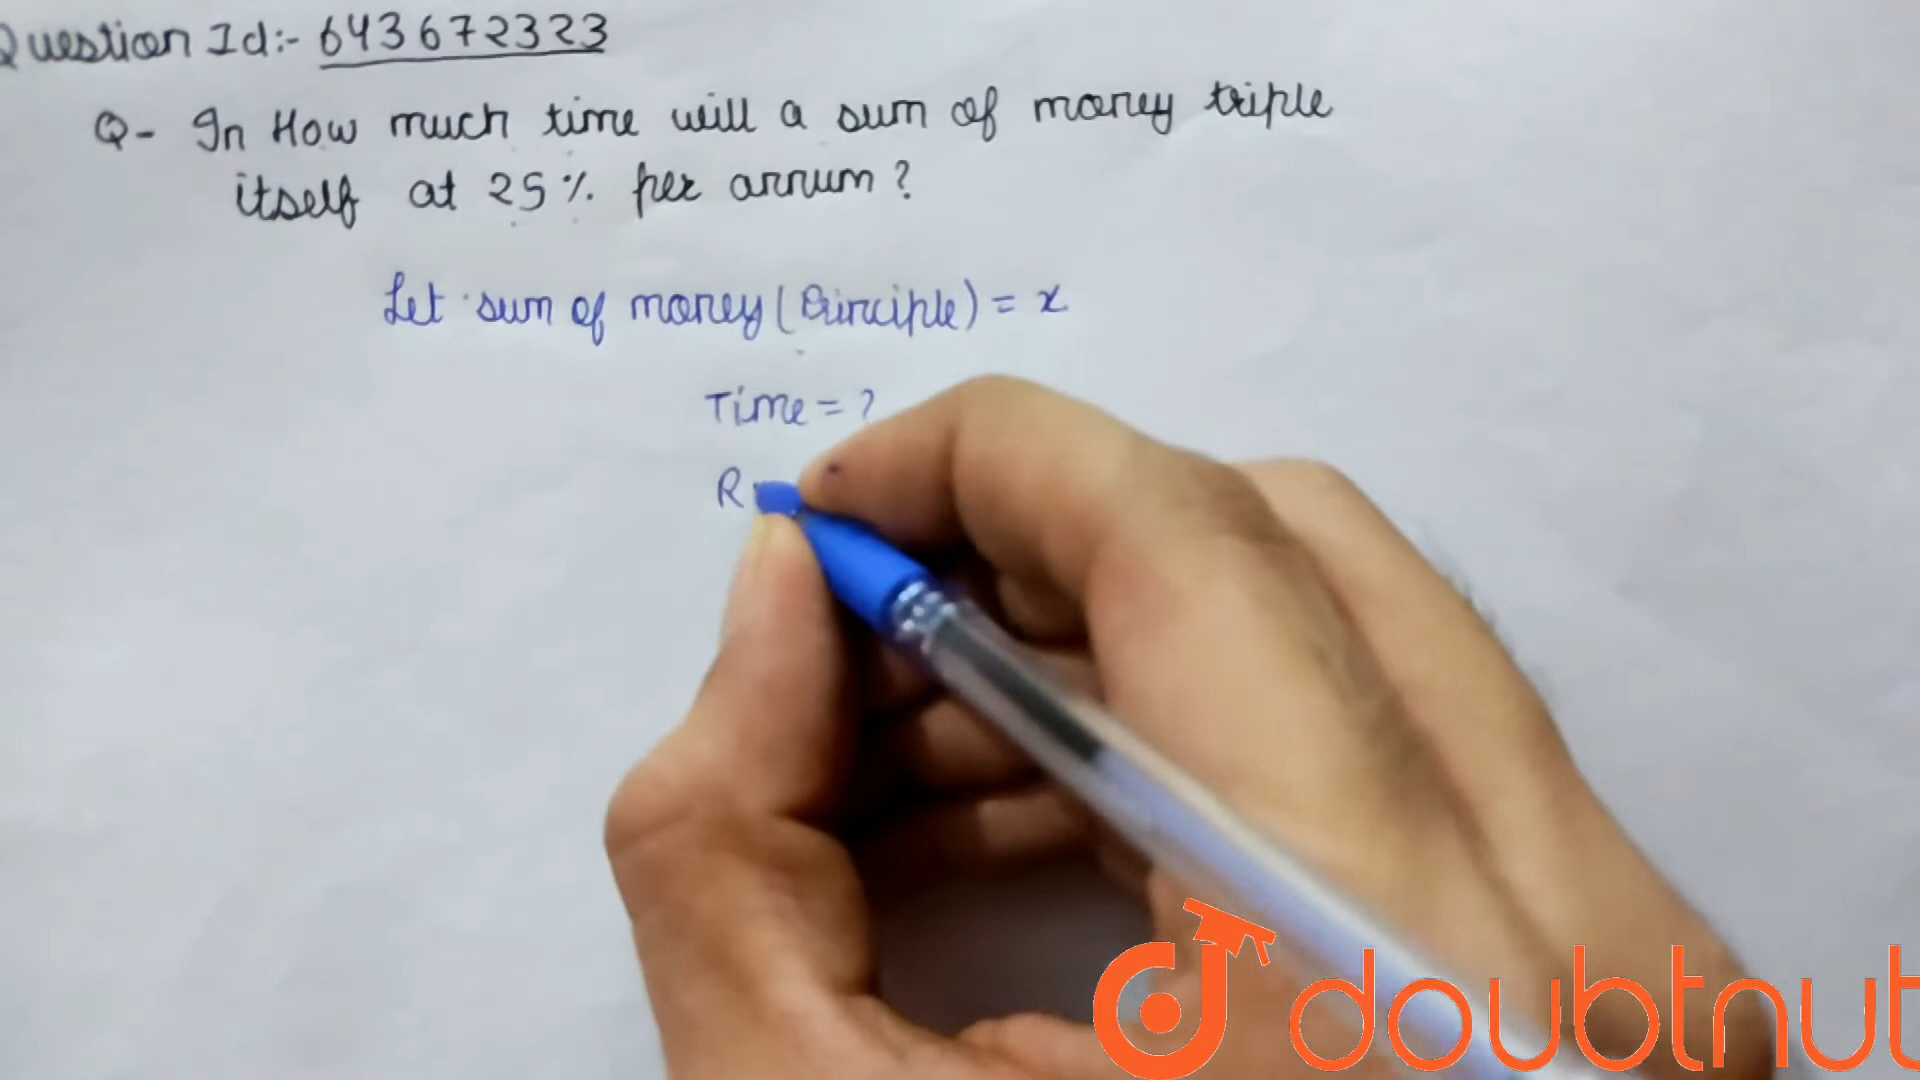 Question Id:- 643672323
Q- In How much time will a sum of money triple
itself at 25% per annum?
Let sum of money (Principle) = x
Time = ?
R
doubtnut